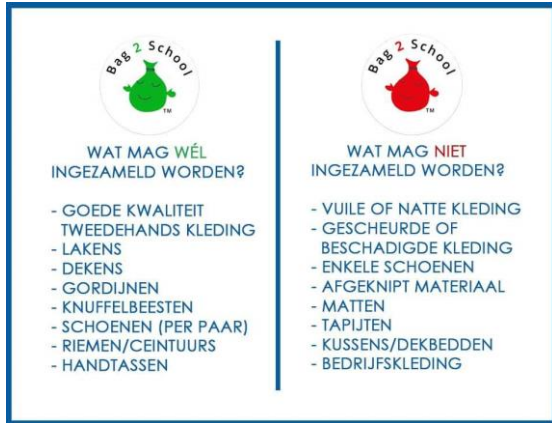 Bag 2 School
TM
WAT MAG WÉL
INGEZAMELD WORDEN?
- GOEDE KWALITEIT
TWEEDEHANDS KLEDING
- LAKENS
- DEKENS
- GORDIJNEN
- KNUFFELBEESTEN
- SCHOENEN (PER PAAR)
- RIEMEN/CEINTUURS
- HANDTASSEN
Bag 2 School
TM
WAT MAG NIET
INGEZAMELD WORDEN?
- VUILE OF NATTE KLEDING
- GESCHEURDE OF
BESCHADIGDE KLEDING
- ENKELE SCHOENEN
- AFGEKNIPT MATERIAAL
- MATTEN
- TAPIJTEN
- KUSSENS/DEKBEDDEN
- BEDRIJFSKLEDING